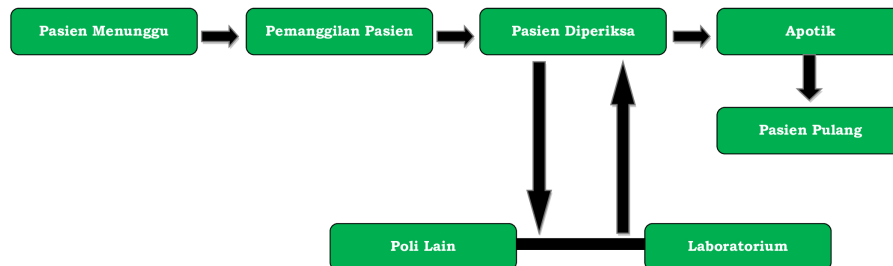 Pasien Menunggu
Pemanggilan Pasien
Pasien Diperiksa
Apotik
Pasien Pulang
Poli Lain
Laboratorium